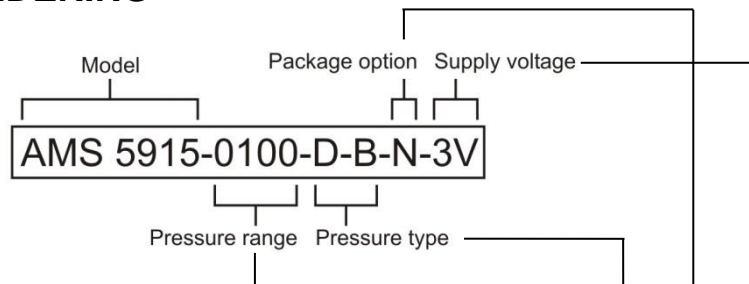 Model
Package option Supply voltage
AMS 5915-0100-D-B-N-3V
Pressure range Pressure type